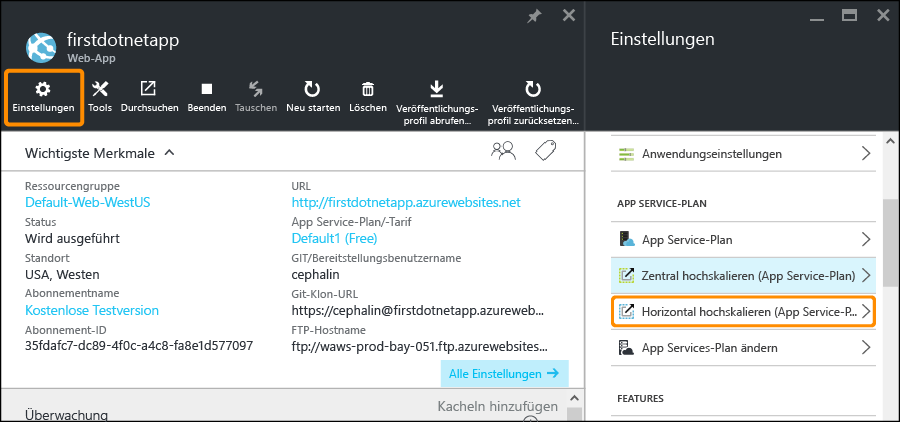 firstdotnetapp
Web-App
Einstellungen
Tools
Durchsuchen
Beenden
Tauschen
Neu starten
Löschen
Veröffentlichungs-
profil abrufen...
Veröffentlichungs-
profil zurücksetzen...
Wichtigste Merkmale
Ressourcengruppe
Default-Web-WestUS
Status
Wird ausgeführt
Standort
USA, Westen
Abonnementname
Kostenlose Testversion
Abonnement-ID
35fdafc7-dc89-4f0c-a4c8-fa8e1d577097
URL
http://firstdotnetapp.azurewebsites.net
App Service-Plan/-Tarif
Default1 (Free)
GIT/Bereitstellungsbenutzername
cephalin
Git-Klon-URL
https://cephalin@firstdotnetapp.azureweb...
FTP-Hostname
ftp://waws-prod-bay-051.ftp.azurewebsites...
Alle Einstellungen
Überwachung
Kacheln hinzufügen
Einstellungen
Anwendungseinstellungen
APP SERVICE-PLAN
App Service-Plan
Zentral hochskalieren (App Service-Plan)
Horizontal hochskalieren (App Service-P...
App Services-Plan ändern
FEATURES